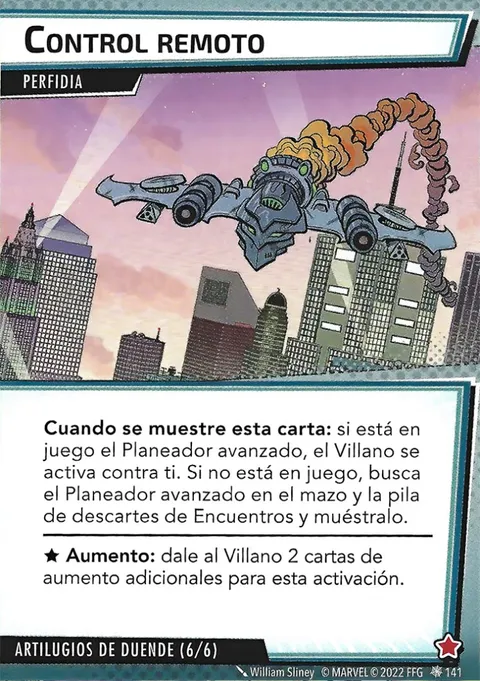 CONTROL REMOTO
PERFIDIA
Cuando se muestre esta carta: si está en
juego el Planeador avanzado, el Villano se
activa contra ti. Si no está en juego, busca
el Planeador avanzado en el mazo y la pila
de descartes de Encuentros y muéstralo.
★ Aumento: dale al Villano 2 cartas de
aumento adicionales para esta activación.
ARTILUGIOS DE DUENDE (6/6)
William Sliney © MARVEL © 2022 FFG 141